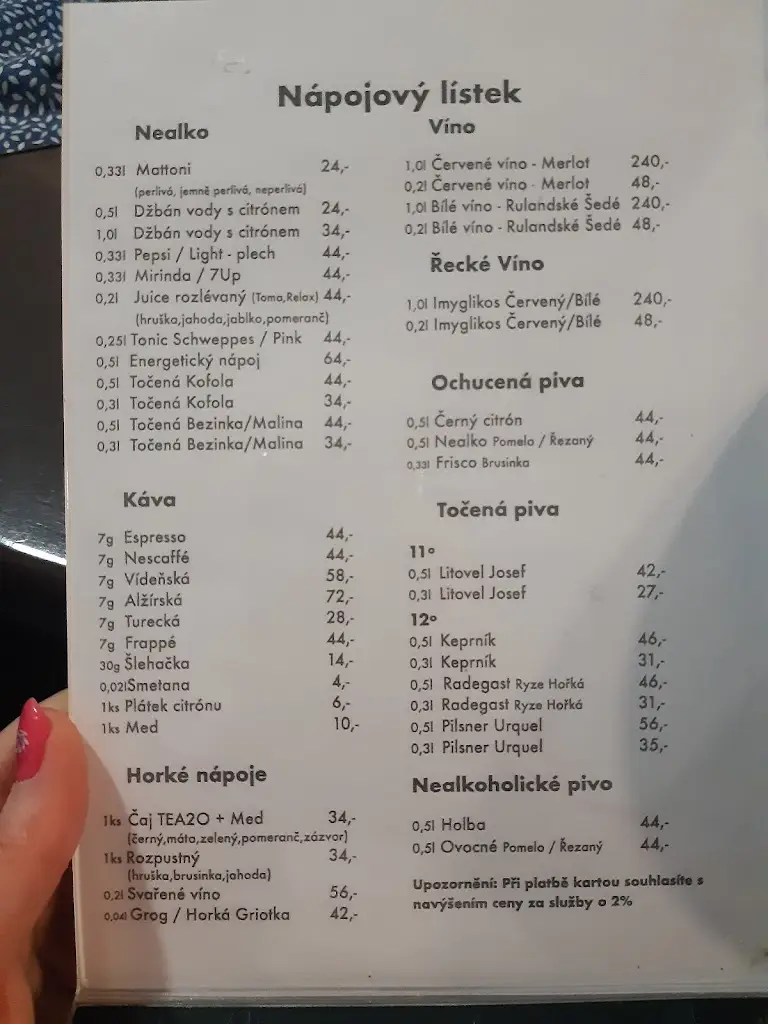 Nápojový lístek
Nealko
0,33l Mattoni 24,-
(perlivá, jemně perlivá, neperlivá)
0,5l Džbán vody s citrónem 24,-
1,0l Džbán vody s citrónem 34,-
0,33l Pepsi / Light - plech 44,-
0,33l Mirinda / 7Up 44,-
0,2l Juice rozlévaný (Toma,Relax) 44,-
(hruška,jahoda,jablko,pomeranč)
0,25l Tonic Schweppes / Pink 44,-
0,5l Energetický nápoj 64,-
0,5l Točená Kofola 44,-
0,3l Točená Kofola 34,-
0,5l Točená Bezinka/Malina 44,-
0,3l Točená Bezinka/Malina 34,-
Káva
7g Espresso 44,-
7g Nescaffé 44,-
7g Vídeňská 58,-
7g Alžírská 72,-
7g Turecká 28,-
7g Frappé 44,-
30g Šlehačka 14,-
0,02l Smetana 4,-
1ks Plátek citrónu 6,-
1ks Med 10,-
Horké nápoje
1ks Čaj TEA2O + Med 34,-
(černý,máta,zelený,pomeranč,zázvor)
1ks Rozpustný 34,-
(hruška,brusinka,jahoda)
0,2l Svařené víno 56,-
0,04l Grog / Horká Griotka 42,-
Víno
1,0l Červené víno - Merlot 240,-
0,2l Červené víno - Merlot 48,-
1,0l Bílé víno - Rulandské Šedé 240,-
0,2l Bílé víno - Rulandské Šedé 48,-
Řecké Víno
1,0l Imyglikos Červený/Bílé 240,-
0,2l Imyglikos Červený/Bílé 48,-
Ochucená piva
0,5l Černý citrón 44,-
0,5l Nealko Pomelo / Řezaný 44,-
0,33l Frisco Brusinka 44,-
Točená piva
11°
0,5l Litovel Josef 42,-
0,3l Litovel Josef 27,-
12°
0,5l Keprník 46,-
0,3l Keprník 31,-
0,5l Radegast Ryze Hořká 46,-
0,3l Radegast Ryze Hořká 31,-
0,5l Pilsner Urquel 56,-
0,3l Pilsner Urquel 35,-
Nealkoholické pivo
0,5l Holba 44,-
0,5l Ovocné Pomelo / Řezaný 44,-
Upozornění: Při platbě kartou souhlasíte s
navýšením ceny za služby o 2%